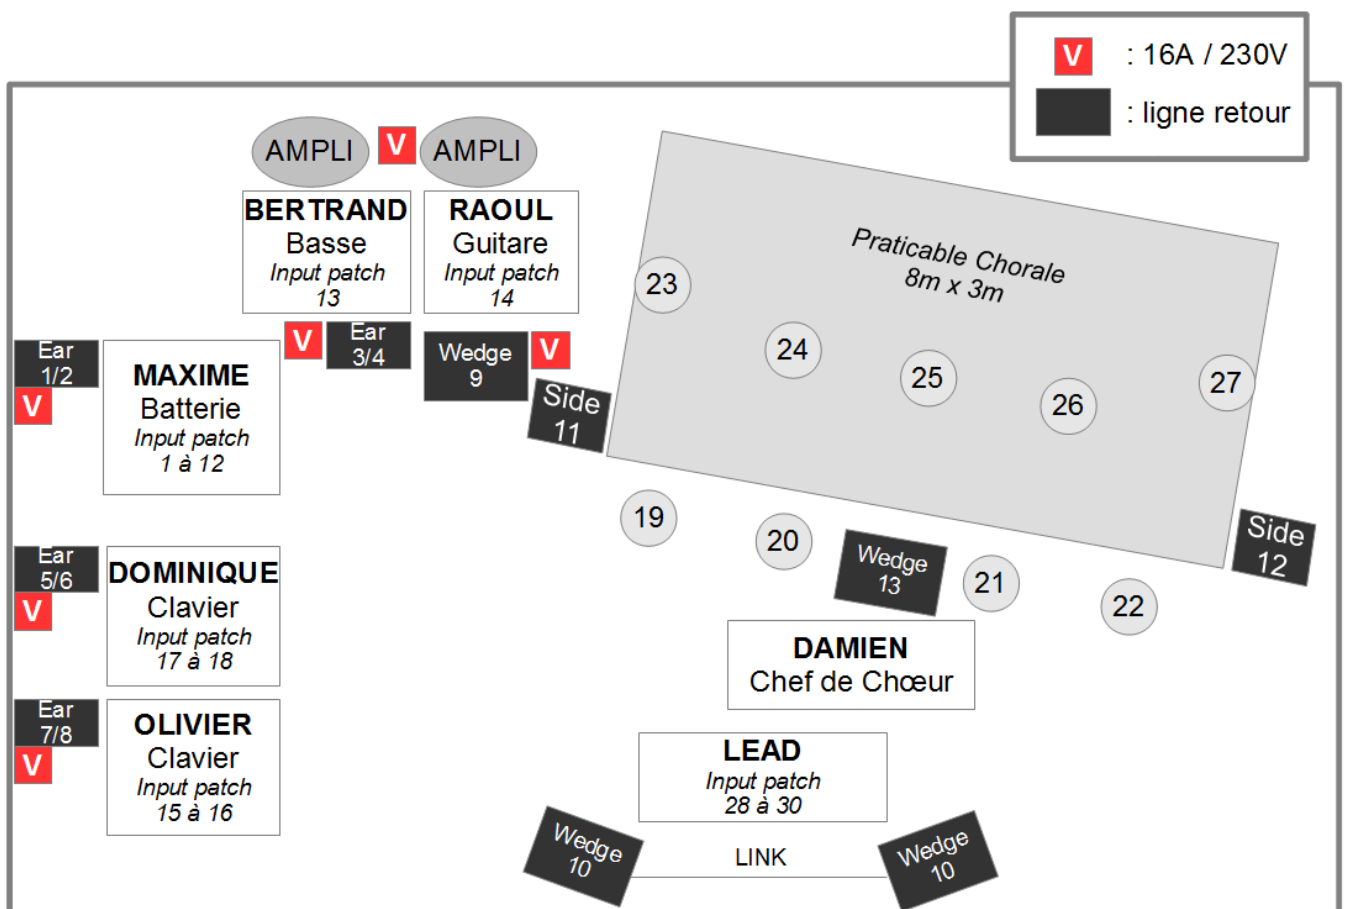 V : 16A / 230V
: ligne retour
AMPLI
V
AMPLI
BERTRAND
Basse
Input patch
13
RAOUL
Guitare
Input patch
14
Praticable Chorale
8m x 3m
23
24
25
26
27
V
Ear
3/4
Wedge
9
V
Side
11
Ear
1/2
V
MAXIME
Batterie
Input patch
1 à 12
19
20
Wedge
13
21
22
Side
12
Ear
5/6
V
DOMINIQUE
Clavier
Input patch
17 à 18
DAMIEN
Chef de Chœur
Ear
7/8
V
OLIVIER
Clavier
Input patch
15 à 16
LEAD
Input patch
28 à 30
Wedge
10
LINK
Wedge
10